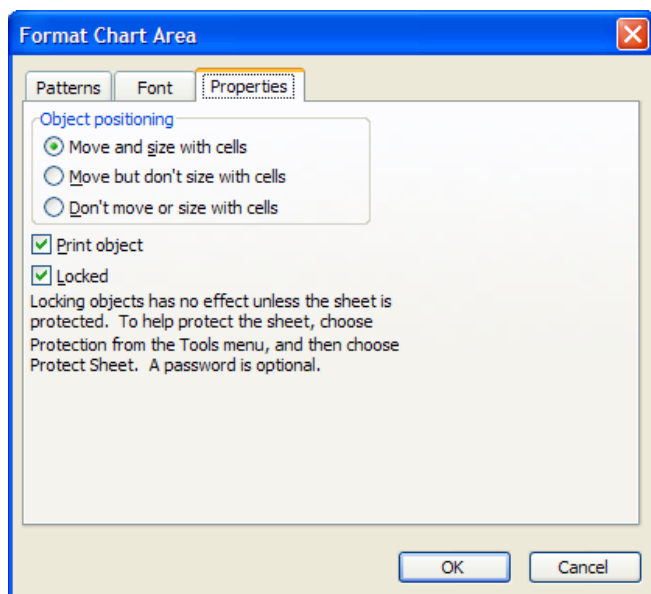 Format Chart Area
Patterns Font Properties
Object positioning
Move and size with cells
Move but don't size with cells
Don't move or size with cells
Print object
Locked
Locking objects has no effect unless the sheet is
protected. To help protect the sheet, choose
Protection from the Tools menu, and then choose
Protect Sheet. A password is optional.
OK Cancel